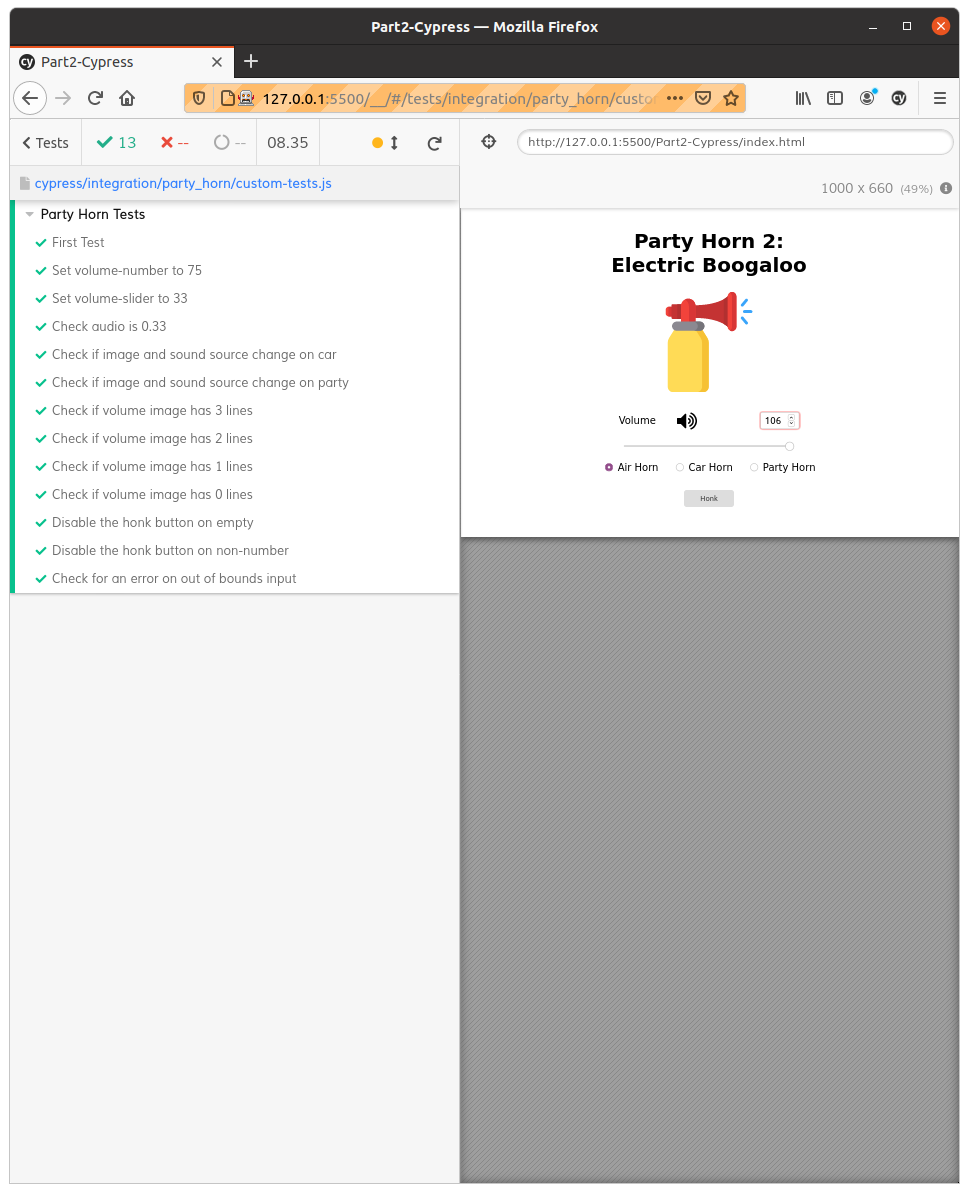 Part2-Cypress — Mozilla Firefox
cy Part2-Cypress
127.0.0.1:5500/__/#/tests/integration/party_horn/custo
cy
Tests 13 -- -- 08.35
http://127.0.0.1:5500/Part2-Cypress/index.html
1000 x 660 (49%)
cypress/integration/party_horn/custom-tests.js
Party Horn Tests
First Test
Set volume-number to 75
Set volume-slider to 33
Check audio is 0.33
Check if image and sound source change on car
Check if image and sound source change on party
Check if volume image has 3 lines
Check if volume image has 2 lines
Check if volume image has 1 lines
Check if volume image has 0 lines
Disable the honk button on empty
Disable the honk button on non-number
Check for an error on out of bounds input
Party Horn 2:
Electric Boogaloo
Volume 106
Air Horn Car Horn Party Horn
Honk